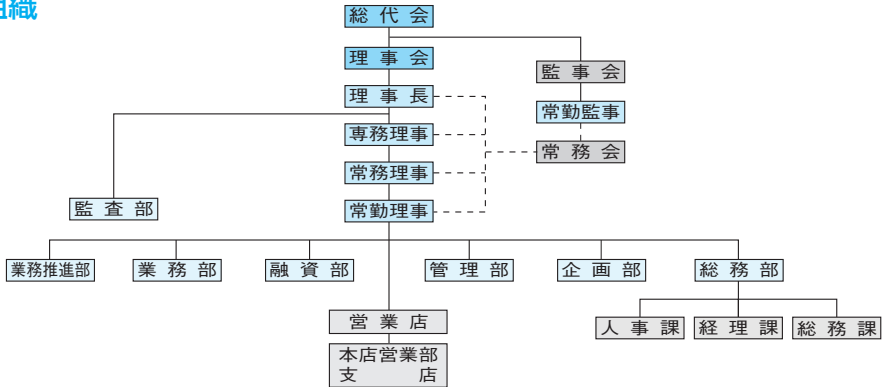 組織
総代会
理事会
監事会
理事長
常勤監事
専務理事
常務会
常務理事
監査部
常勤理事
業務推進部
業務部
融資部
管理部
企画部
総務部
営業店
人事課
経理課
総務課
本店営業部
支店